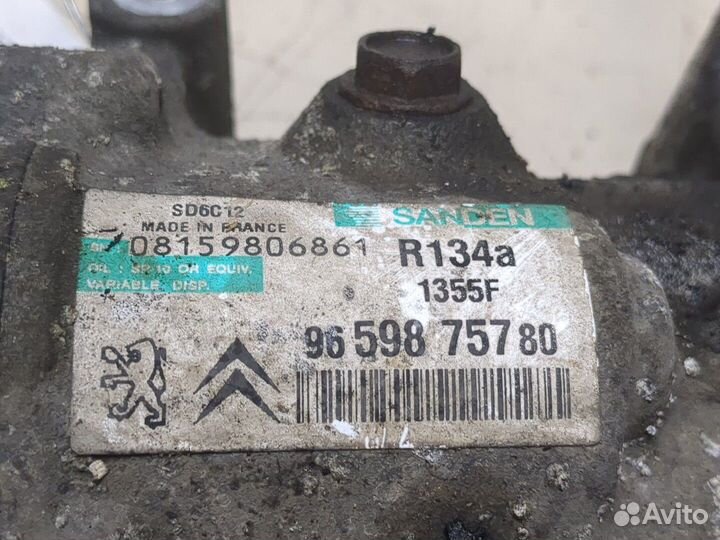 SD6C12
MADE IN FRANCE
SANDEN
08159806861
R134a
OIL : SP10 OR EQUIV.
VARIABLE DISP.
1355F
96 598 757 80
Avito